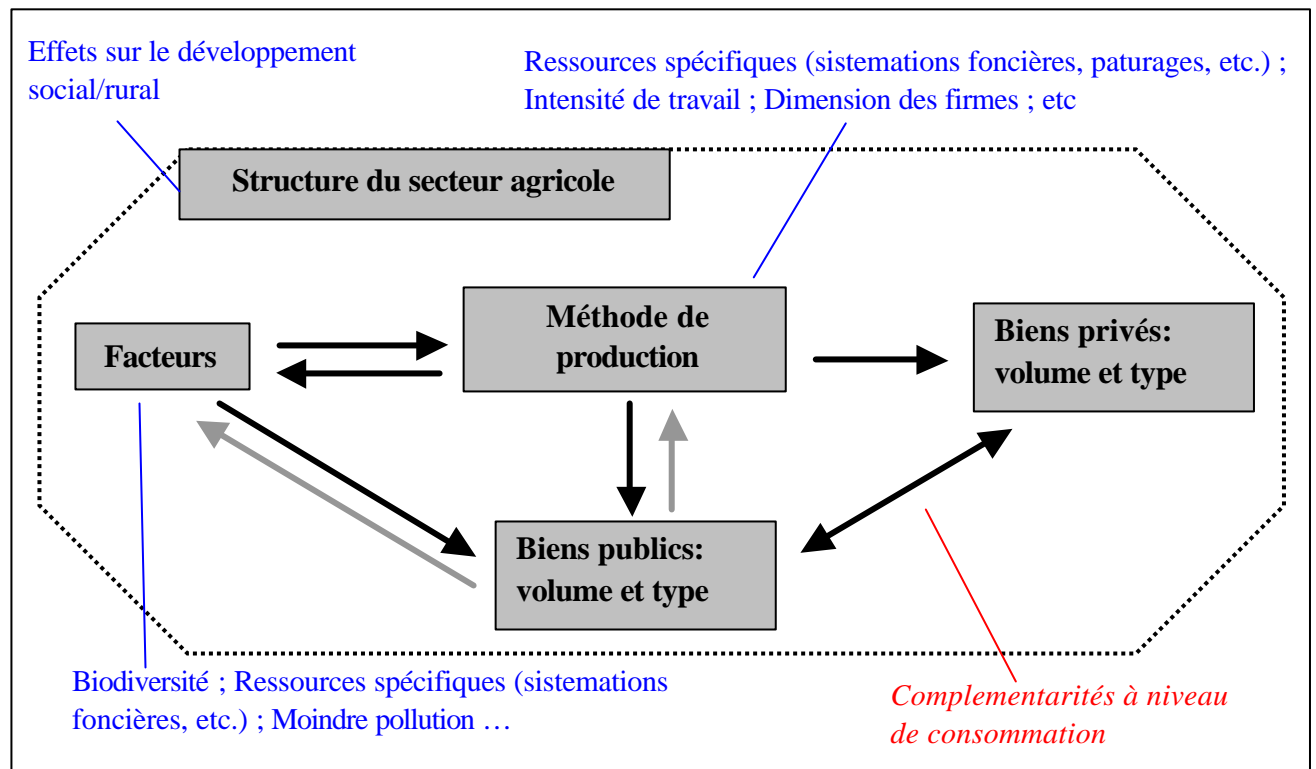 Effets sur le développement
social/rural
Ressources spécifiques (sistemations foncières, paturages, etc.) ;
Intensité de travail ; Dimension des firmes ; etc
Structure du secteur agricole
Facteurs
Méthode de
production
Biens privés:
volume et type
Biens publics:
volume et type
Biodiversité ; Ressources spécifiques (sistemations
foncières, etc.) ; Moindre pollution …
Complementarités à niveau
de consommation